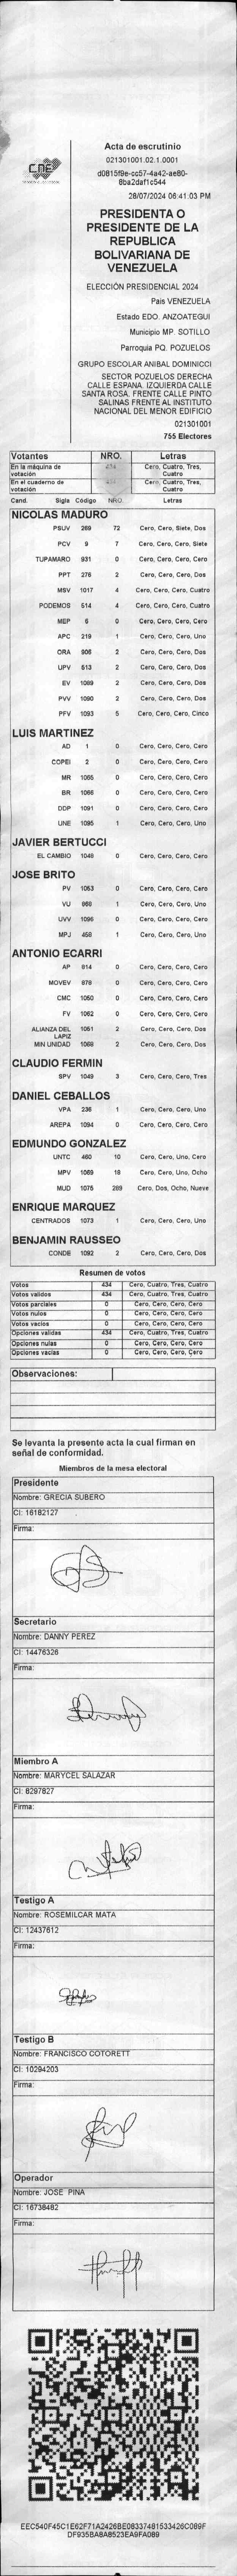 CNE
Acta de escrutinio
021301001.02.1.0001
d0815f9e-cc57-4a42-ae80-
8ba2daf1c544
28/07/2024 06:41:03 PM
PRESIDENTA O
PRESIDENTE DE LA
REPUBLICA
BOLIVARIANA DE
VENEZUELA
ELECCIÓN PRESIDENCIAL 2024
Pais VENEZUELA
Estado EDO. ANZOATEGUI
Municipio MP. SOTILLO
Parroquia PQ. POZUELOS
GRUPO ESCOLAR ANIBAL DOMINICCI
SECTOR POZUELOS DERECHA
CALLE ESPANA. IZQUIERDA CALLE
SANTA ROSA. FRENTE CALLE PINTO
SALINAS FRENTE AL INSTITUTO
NACIONAL DEL MENOR EDIFICIO
021301001
755 Electores
Votantes NRO. Letras
En la máquina de votación 434 Cero, Cuatro, Tres, Cuatro
En el cuaderno de votación Cero, Cuatro, Tres, Cuatro
Cand. Sigla Código NRO. Letras
NICOLAS MADURO
PSUV 269 72 Cero, Cero, Siete, Dos
PCV 9 7 Cero, Cero, Cero, Siete
TUPAMARO 931 0 Cero, Cero, Cero, Cero
PPT 276 2 Cero, Cero, Cero, Dos
MSV 1017 4 Cero, Cero, Cero, Cuatro
PODEMOS 514 4 Cero, Cero, Cero, Cuatro
MEP 6 0 Cero, Cero, Cero, Cero
APC 219 1 Cero, Cero, Cero, Uno
ORA 906 2 Cero, Cero, Cero, Dos
UPV 613 2 Cero, Cero, Cero, Dos
EV 1089 2 Cero, Cero, Cero, Dos
PVV 1090 2 Cero, Cero, Cero, Dos
PFV 1093 5 Cero, Cero, Cero, Cinco
LUIS MARTINEZ
AD 1 0 Cero, Cero, Cero, Cero
COPEI 2 0 Cero, Cero, Cero, Cero
MR 1065 0 Cero, Cero, Cero, Cero
BR 1066 0 Cero, Cero, Cero, Cero
DDP 1091 0 Cero, Cero, Cero, Cero
UNE 1095 1 Cero, Cero, Cero, Uno
JAVIER BERTUCCI
EL CAMBIO 1048 0 Cero, Cero, Cero, Cero
JOSE BRITO
PV 1053 0 Cero, Cero, Cero, Cero
VU 868 1 Cero, Cero, Cero, Uno
UVV 1096 0 Cero, Cero, Cero, Cero
MPJ 458 1 Cero, Cero, Cero, Uno
ANTONIO ECARRI
AP 814 0 Cero, Cero, Cero, Cero
MOVEV 878 0 Cero, Cero, Cero, Cero
CMC 1050 0 Cero, Cero, Cero, Cero
FV 1062 0 Cero, Cero, Cero, Cero
ALIANZA DEL LAPIZ 1051 2 Cero, Cero, Cero, Dos
MIN UNIDAD 1068 2 Cero, Cero, Cero, Dos
CLAUDIO FERMIN
SPV 1049 3 Cero, Cero, Cero, Tres
DANIEL CEBALLOS
VPA 236 1 Cero, Cero, Cero, Uno
AREPA 1094 0 Cero, Cero, Cero, Cero
EDMUNDO GONZALEZ
UNTC 460 10 Cero, Cero, Uno, Cero
MPV 1069 18 Cero, Cero, Uno, Ocho
MUD 1075 289 Cero, Dos, Ocho, Nueve
ENRIQUE MARQUEZ
CENTRADOS 1073 1 Cero, Cero, Cero, Uno
BENJAMIN RAUSSEO
CONDE 1092 2 Cero, Cero, Cero, Dos
Resumen de votos
Votos 434 Cero, Cuatro, Tres, Cuatro
Votos validos 434 Cero, Cuatro, Tres, Cuatro
Votos parciales 0 Cero, Cero, Cero, Cero
Votos nulos 0 Cero, Cero, Cero, Cero
Votos vacios 0 Cero, Cero, Cero, Cero
Opciones validas 434 Cero, Cuatro, Tres, Cuatro
Opciones nulas 0 Cero, Cero, Cero, Cero
Opciones vacias 0 Cero, Cero, Cero, Cero
Observaciones:
Se levanta la presente acta la cual firman en
señal de conformidad.
Miembros de la mesa electoral
Presidente
Nombre: GRECIA SUBERO
CI: 16182127
Firma:
Secretario
Nombre: DANNY PEREZ
CI: 14476326
Firma:
Miembro A
Nombre: MARYCEL SALAZAR
CI: 8297827
Firma:
Testigo A
Nombre: ROSEMILCAR MATA
CI: 12437612
Firma:
Testigo B
Nombre: FRANCISCO COTORETT
CI: 10294203
Firma:
Operador
Nombre: JOSE PINA
CI: 16736482
Firma:
EEC540F45C1E62F71A2426BE08337481533426C089F
DF935BA8A8523EA9FA089